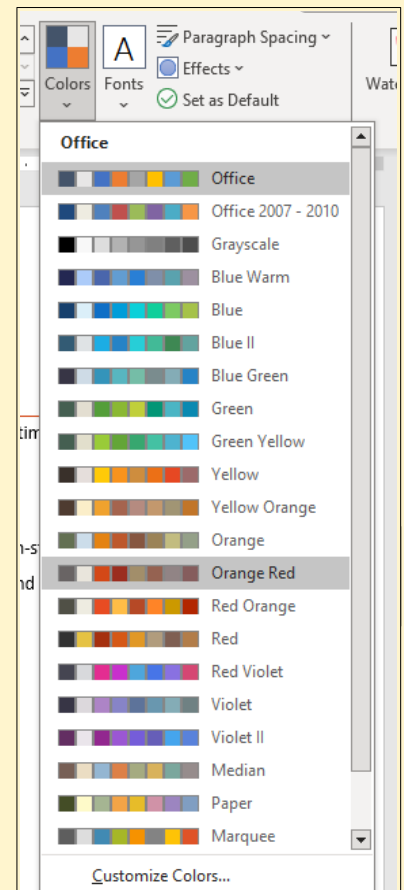 Paragraph Spacing
Effects
Colors
Fonts
Set as Default
Wat
Office
Office
Office 2007 - 2010
Grayscale
Blue Warm
Blue
Blue II
Blue Green
Green
tim
Green Yellow
Yellow
Yellow Orange
Orange
n-s
Orange Red
nd
Red Orange
Red
Red Violet
Violet
Violet II
Median
Paper
Marquee
Customize Colors...